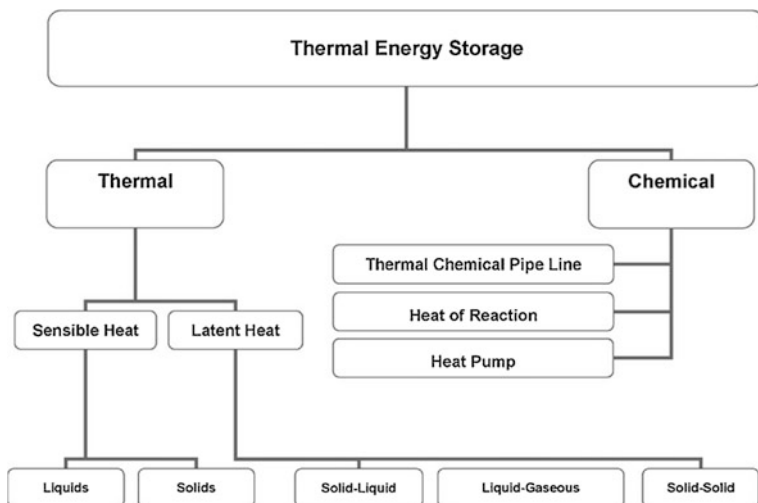 Thermal Energy Storage
Thermal
Chemical
Thermal Chemical Pipe Line
Heat of Reaction
Heat Pump
Sensible Heat
Latent Heat
Liquids
Solids
Solid-Liquid
Liquid-Gaseous
Solid-Solid